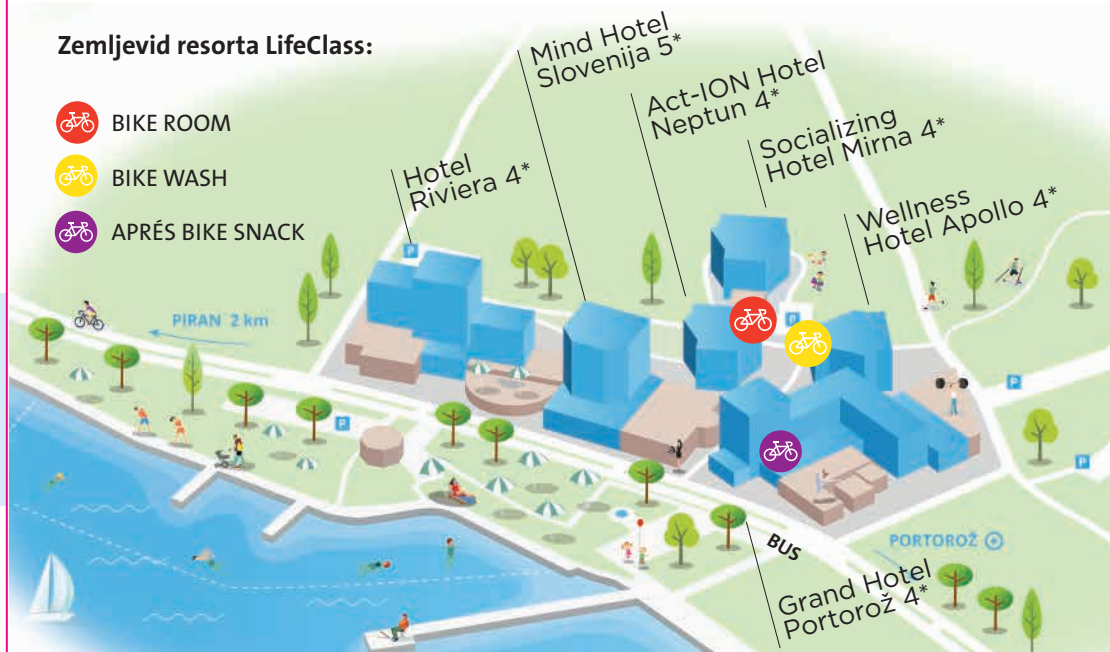 Zemljevid resorta LifeClass:
BIKE ROOM
BIKE WASH
APRÉS BIKE SNACK
Hotel
Riviera 4*
Mind Hotel
Slovenija 5*
Act-ION Hotel
Neptun 4*
Socializing
Hotel Mirna 4*
Wellness
Hotel Apollo 4*
PIRAN 2 km
P
P
P
P
P
BUS
PORTOROŽ
Grand Hotel
Portorož 4*